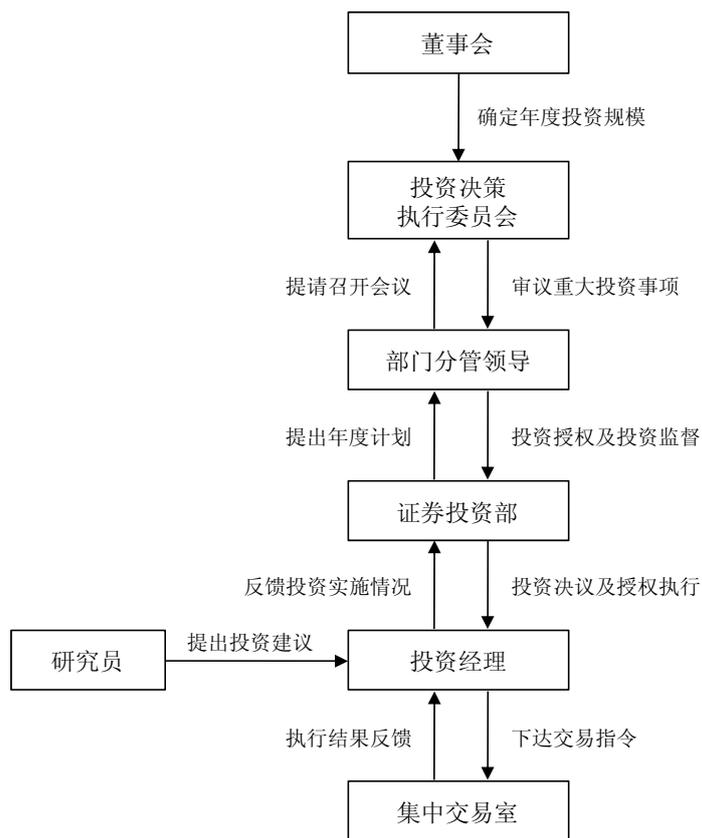 董事会
确定年度投资规模
投资决策
执行委员会
提请召开会议
审议重大投资事项
部门分管领导
提出年度计划
投资授权及投资监督
证券投资部
反馈投资实施情况
投资决议及授权执行
研究员
提出投资建议
投资经理
执行结果反馈
下达交易指令
集中交易室